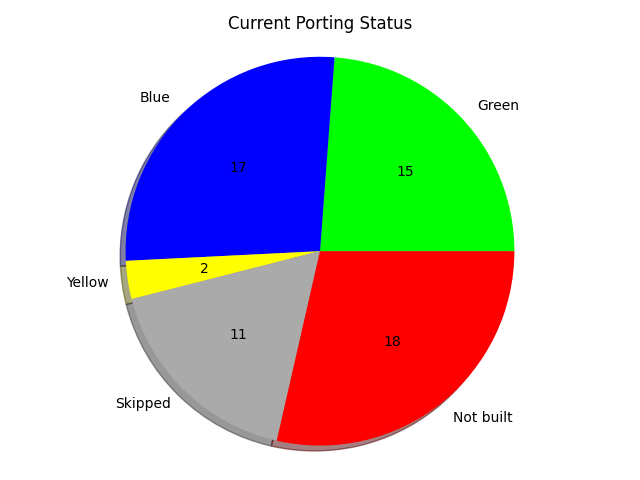 Current Porting Status
Blue
Green
17
15
Yellow
2
11
18
Skipped
Not built